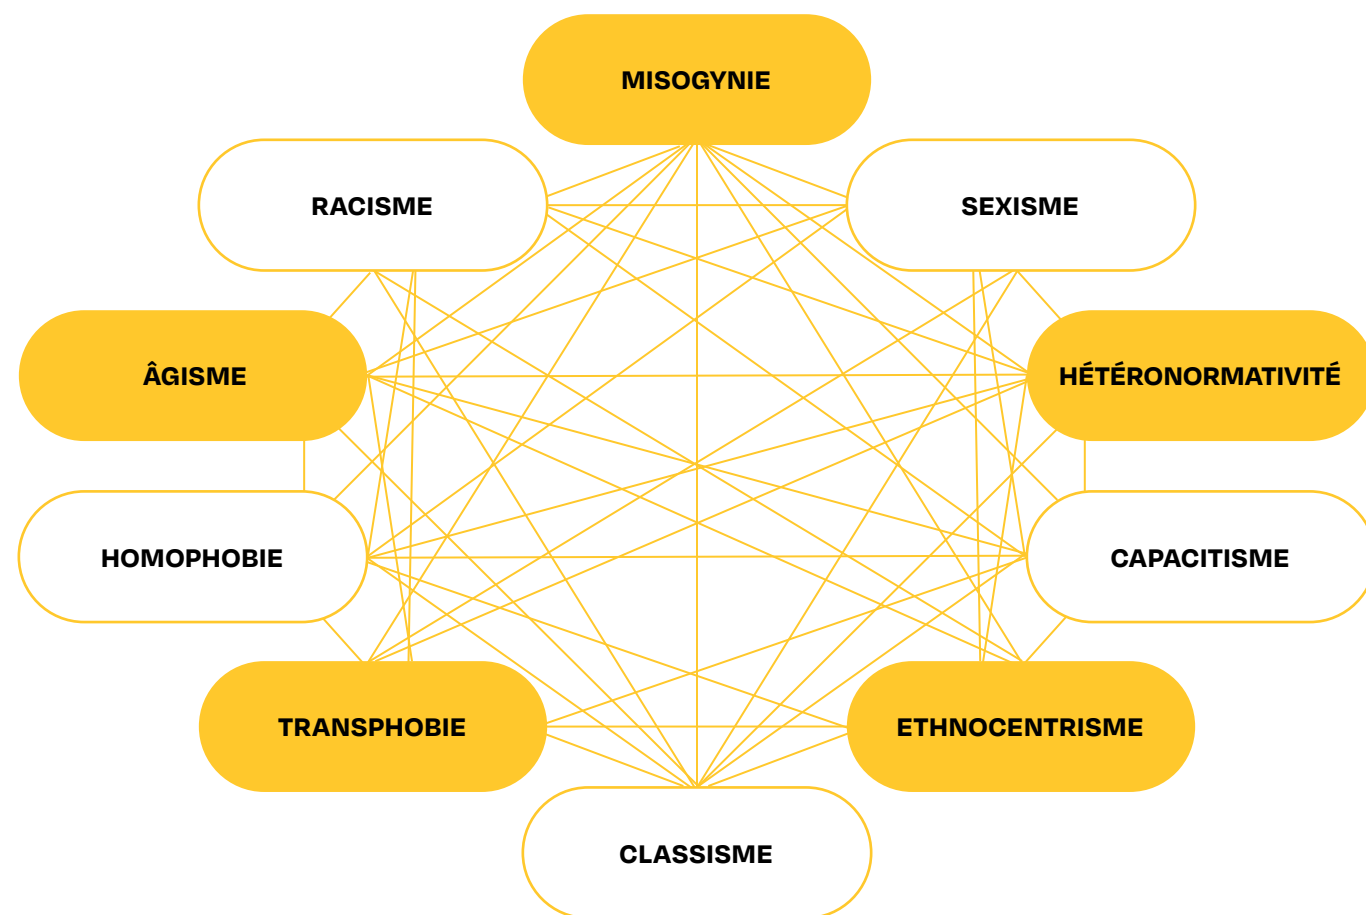 MISOGYNIE
RACISME
SEXISME
ÂGISME
HÉTÉRONORMATIVITÉ
HOMOPHOBIE
CAPACITISME
TRANSPHOBIE
ETHNOCENTRISME
CLASSISME